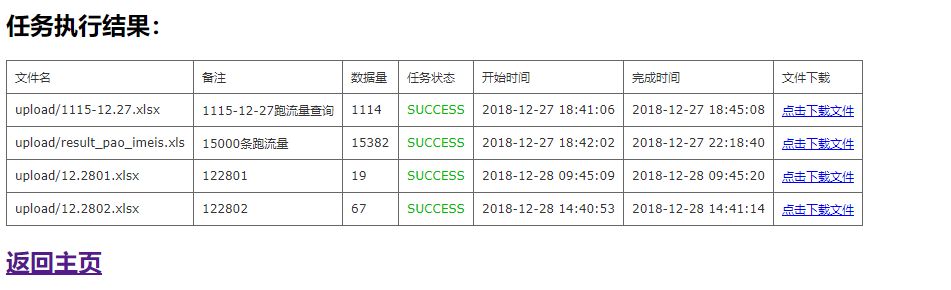 任务执行结果：
文件名 备注 数据量 任务状态 开始时间 完成时间 文件下载
upload/1115-12.27.xlsx 1115-12-27跑流量查询 1114 SUCCESS 2018-12-27 18:41:06 2018-12-27 18:45:08 点击下载文件
upload/result_pao_imeis.xls 15000条跑流量 15382 SUCCESS 2018-12-27 18:42:02 2018-12-27 22:18:40 点击下载文件
upload/12.2801.xlsx 122801 19 SUCCESS 2018-12-28 09:45:09 2018-12-28 09:45:20 点击下载文件
upload/12.2802.xlsx 122802 67 SUCCESS 2018-12-28 14:40:53 2018-12-28 14:41:14 点击下载文件
返回主页